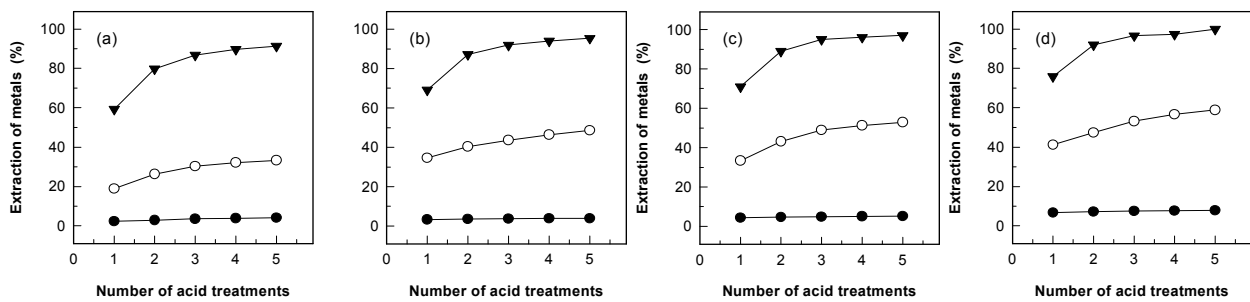 Extraction of metals (%)
100
80
60
40
20
0
(a)
0 1 2 3 4 5
Number of acid treatments
Extraction of metals (%)
100
80
60
40
20
0
(b)
0 1 2 3 4 5
Number of acid treatments
Extraction of metals (%)
100
80
60
40
20
0
(c)
0 1 2 3 4 5
Number of acid treatments
Extraction of metals (%)
100
80
60
40
20
0
(d)
0 1 2 3 4 5
Number of acid treatments